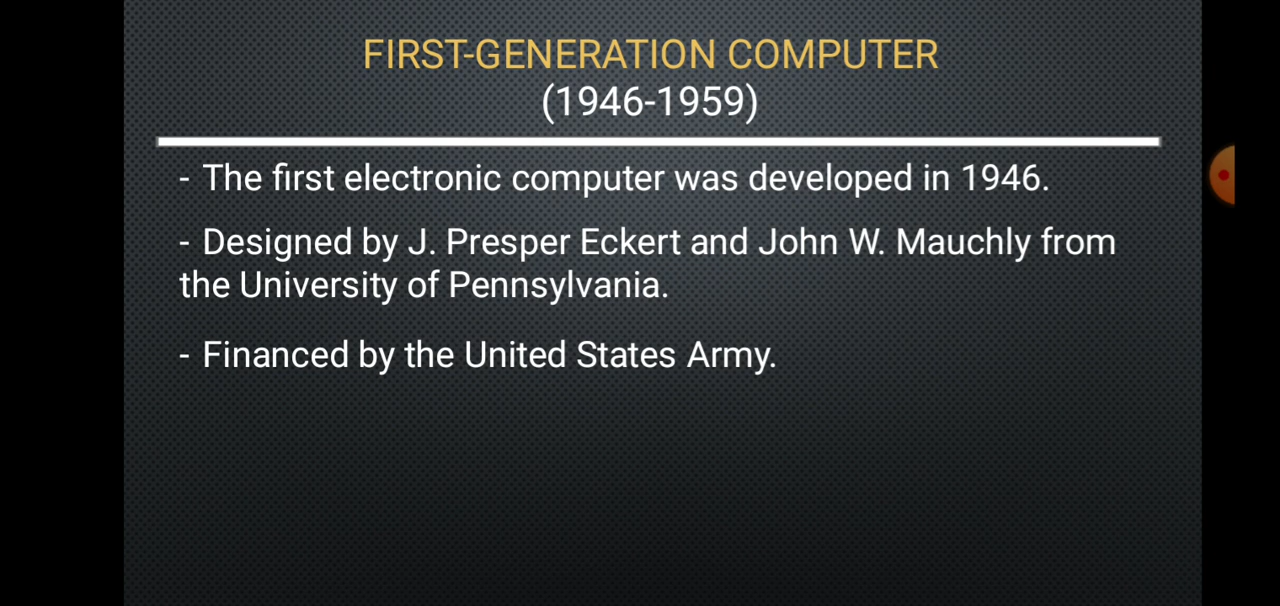 FIRST-GENERATION COMPUTER
(1946-1959)
- The first electronic computer was developed in 1946.
- Designed by J. Presper Eckert and John W. Mauchly from
the University of Pennsylvania.
- Financed by the United States Army.